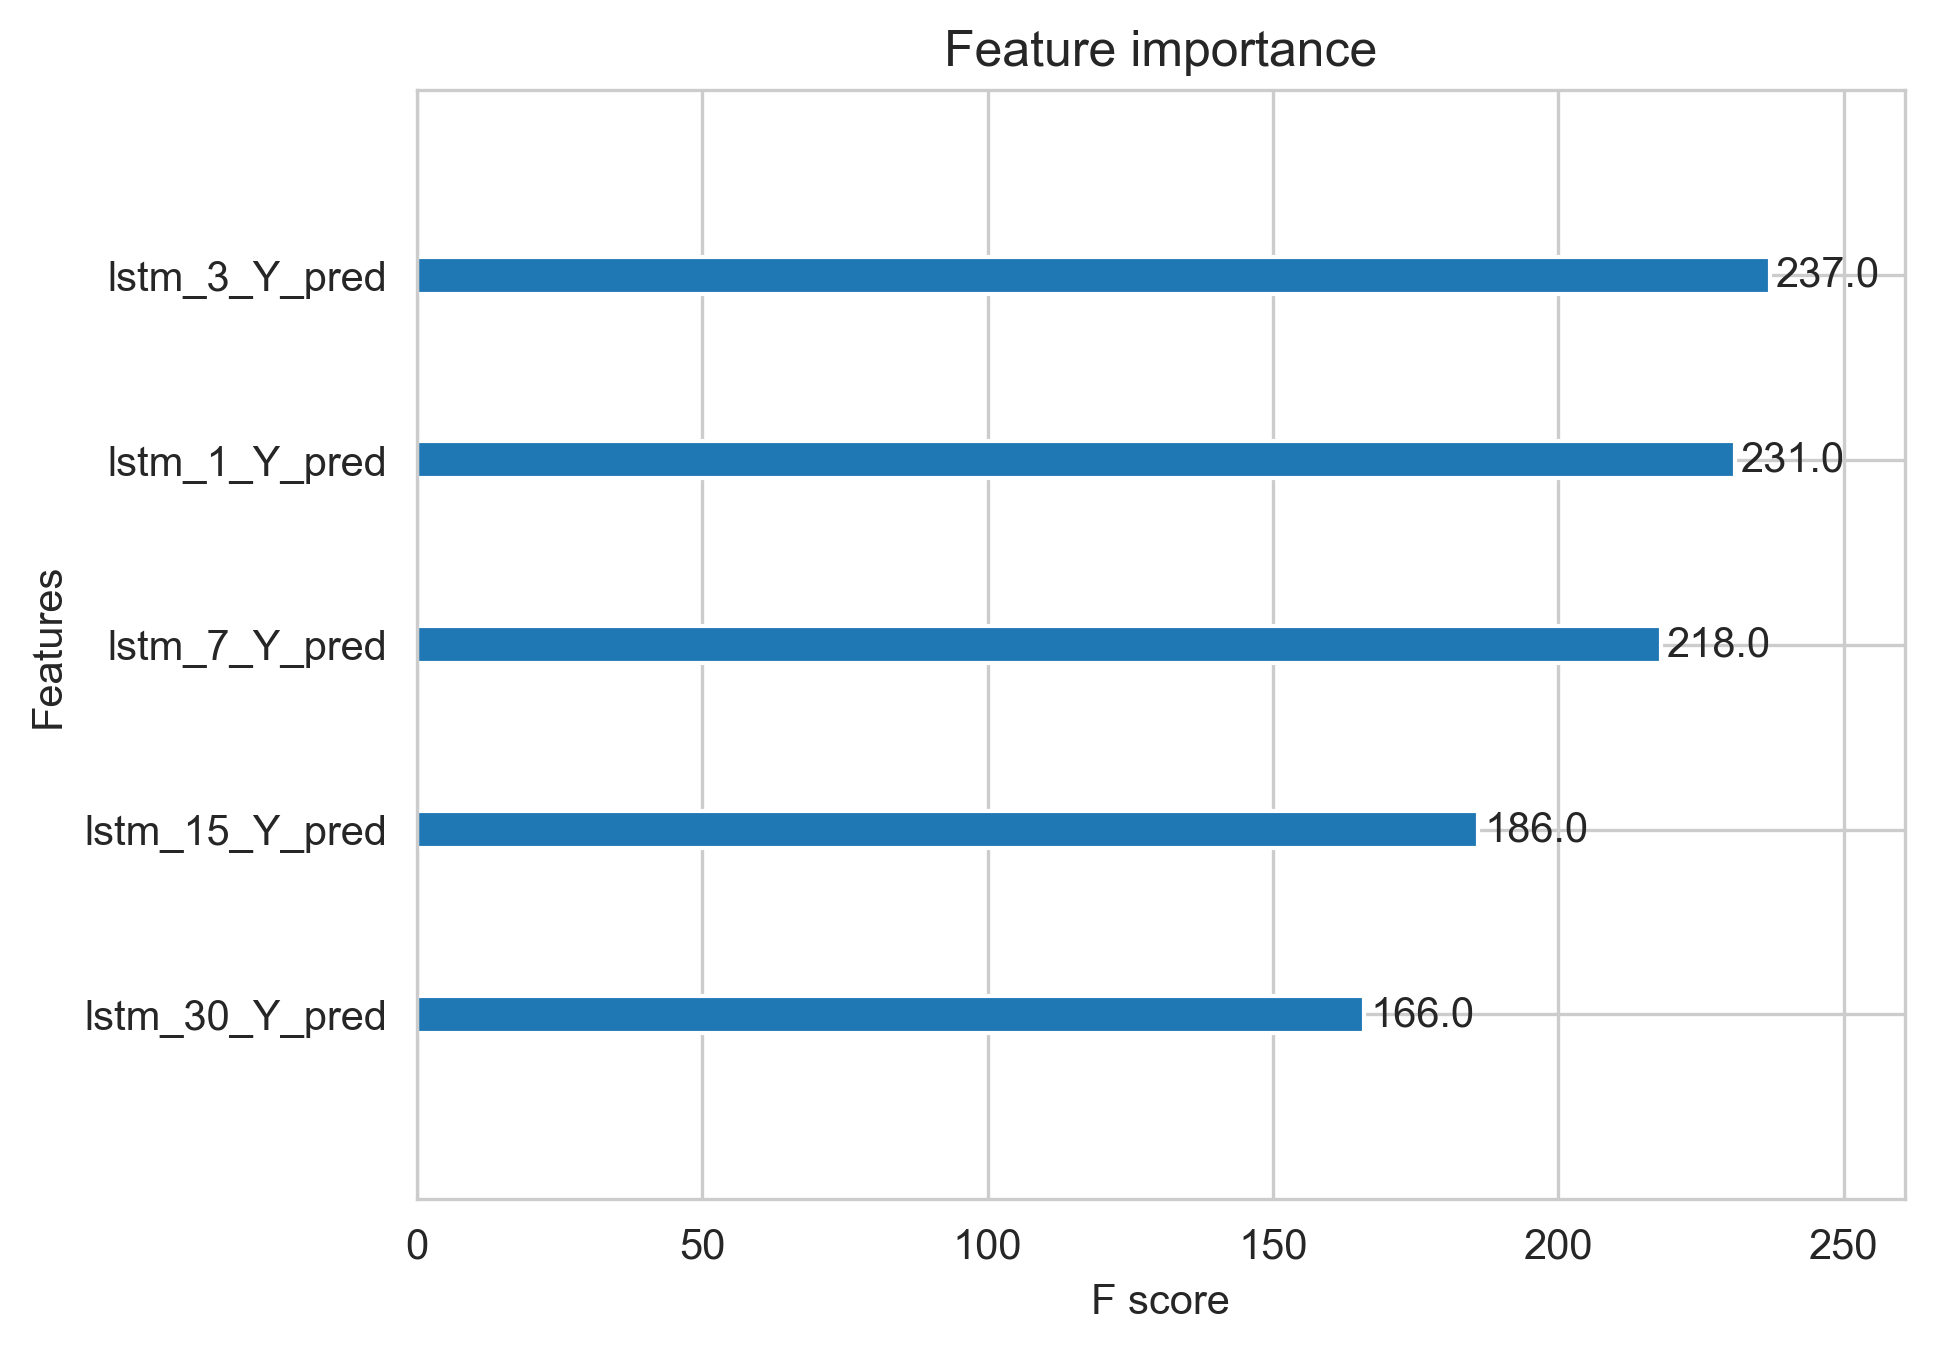 Feature importance
lstm_3_Y_pred
237.0
lstm_1_Y_pred
231.0
lstm_7_Y_pred
218.0
lstm_15_Y_pred
186.0
lstm_30_Y_pred
166.0
Features
0 50 100 150 200 250
F score